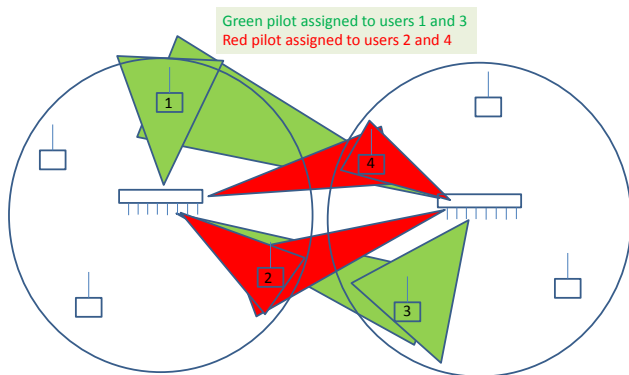 Green pilot assigned to users 1 and 3
Red pilot assigned to users 2 and 4
1
4
2
3